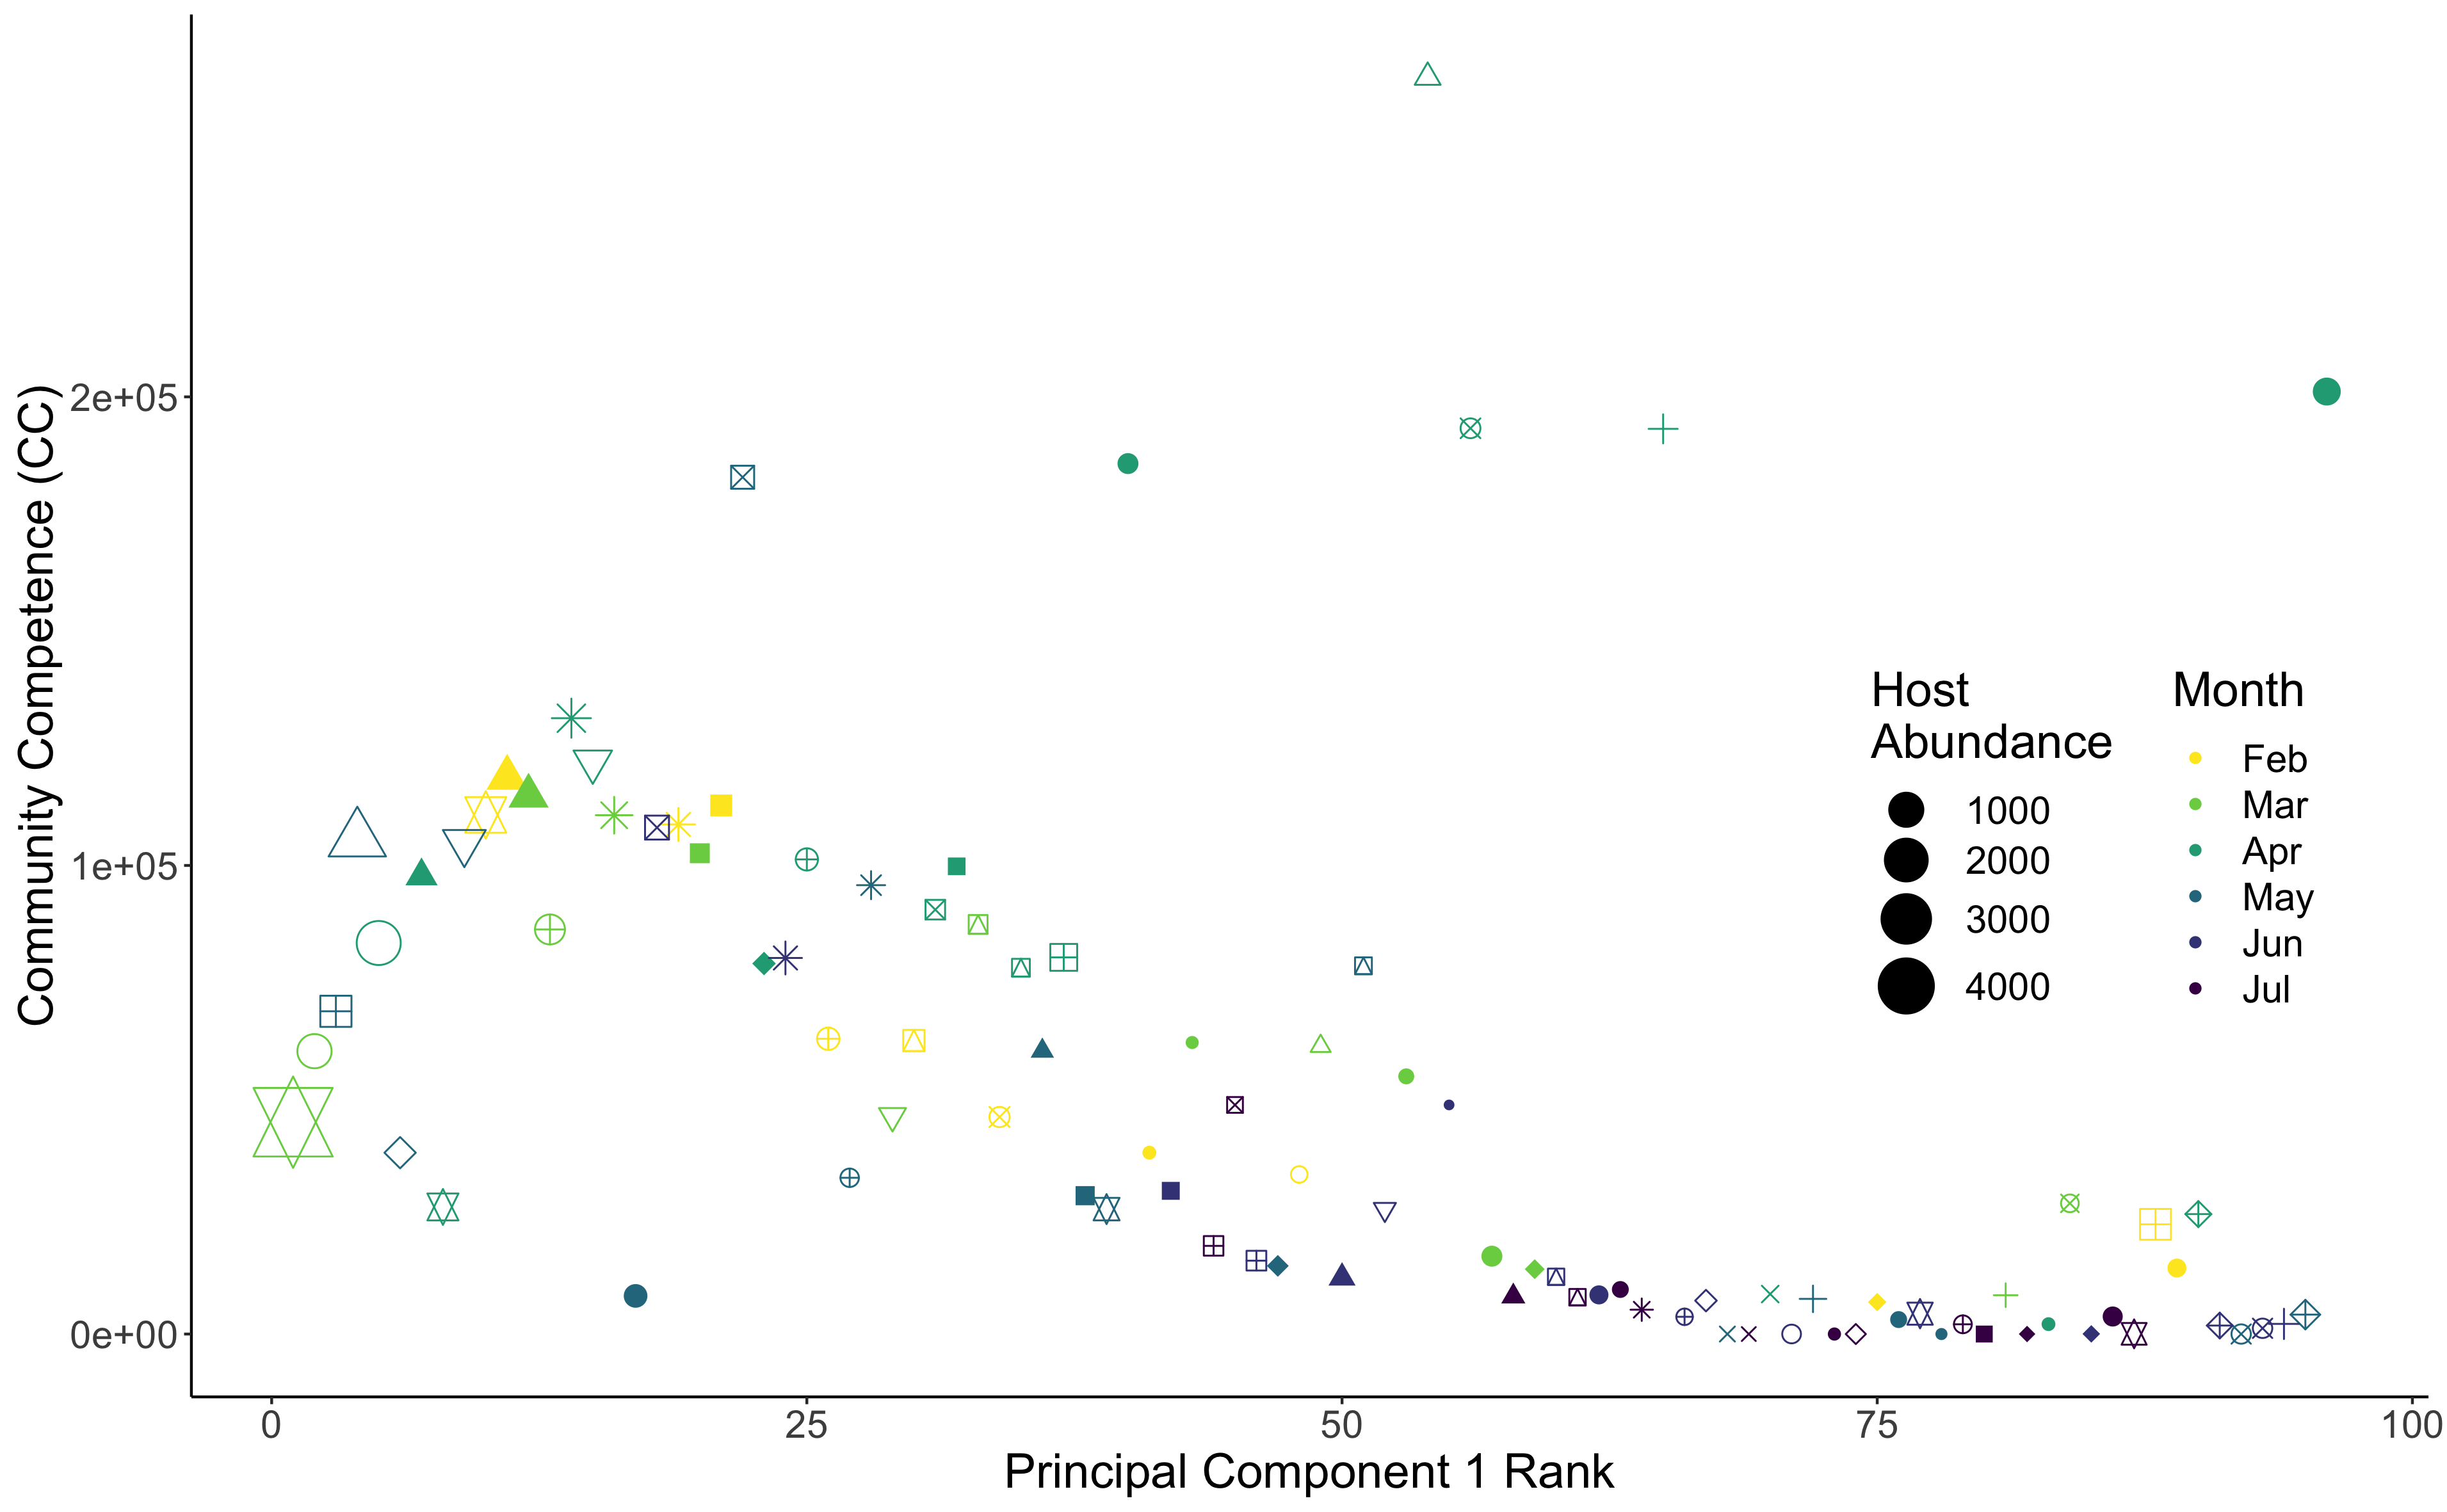 Community Competence (CC)
2e+05
1e+05
0e+00
0
25
50
75
100
Principal Component 1 Rank
Host
Abundance
1000
2000
3000
4000
Month
Feb
Mar
Apr
May
Jun
Jul